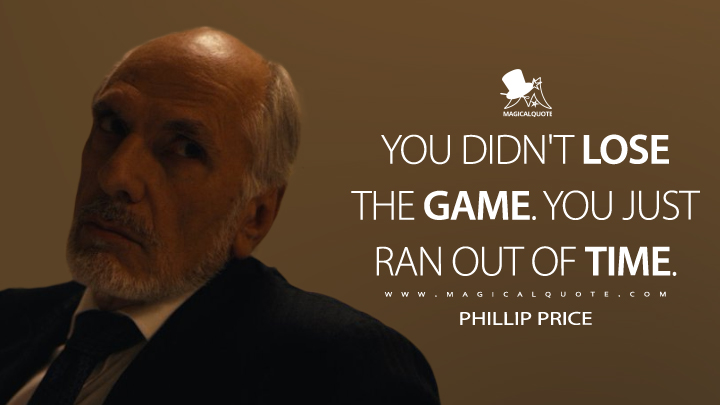 MAGICALQUOTE
YOU DIDN'T LOSE
THE GAME. YOU JUST
RAN OUT OF TIME.
WWW.MAGICALQUOTE.COM
PHILLIP PRICE